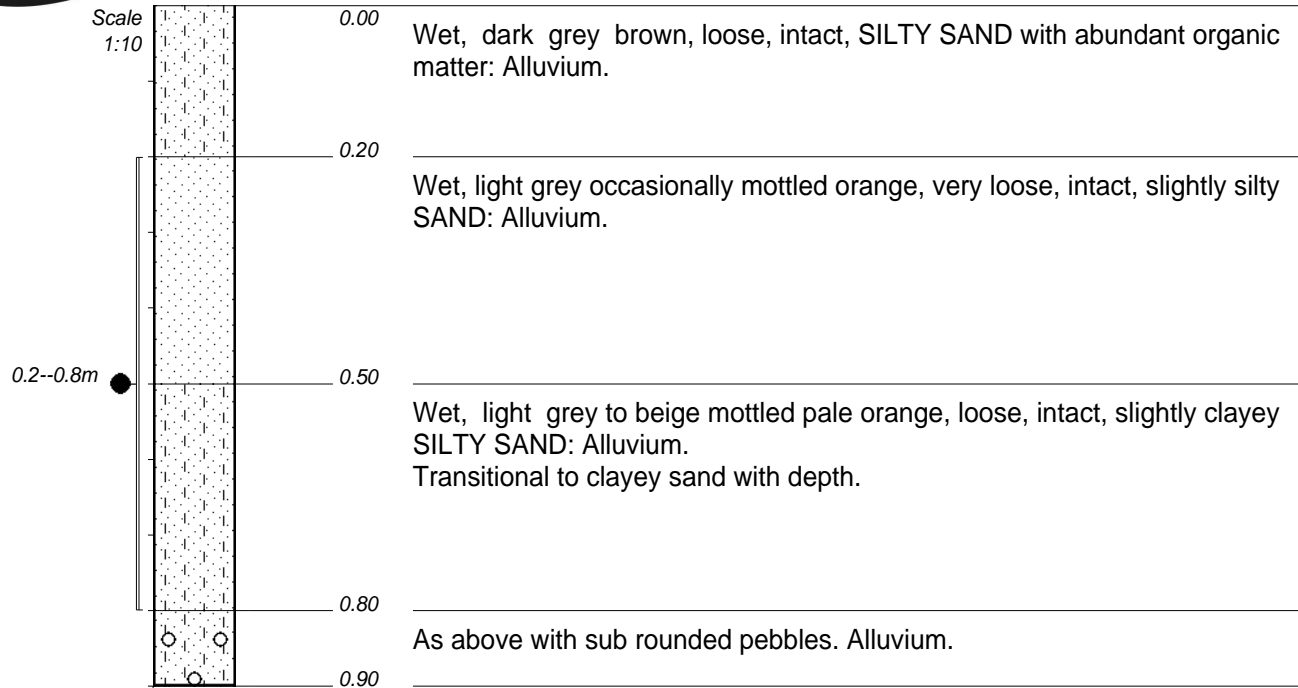 Scale
1:10
0.00
Wet, dark grey brown, loose, intact, SILTY SAND with abundant organic
matter: Alluvium.
0.20
Wet, light grey occasionally mottled orange, very loose, intact, slightly silty
SAND: Alluvium.
0.2--0.8m
0.50
Wet, light grey to beige mottled pale orange, loose, intact, slightly clayey
SILTY SAND: Alluvium.
Transitional to clayey sand with depth.
0.80
As above with sub rounded pebbles. Alluvium.
0.90